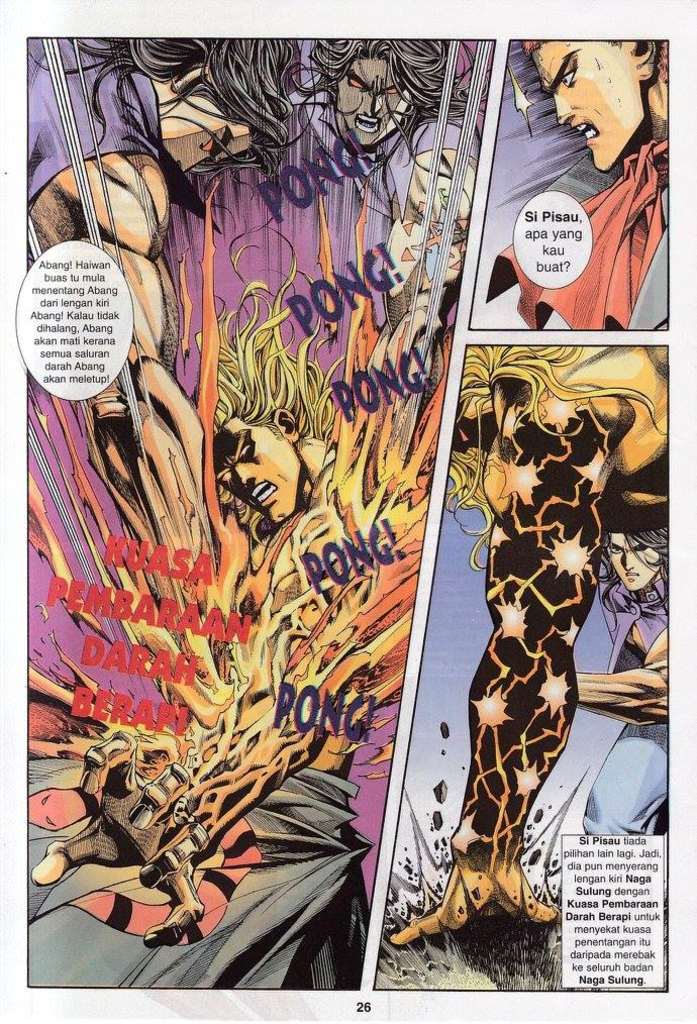 PONG!
Abang! Haiwan
buas tu mula
menentang Abang
dari lengan kiri
Abang! Kalau tidak
dihalang, Abang
akan mati kerana
semua saluran
darah Abang
akan meletup!
PONG!
PONG!
PONG!
KUASA
PEMBARAAN
DARAH
BERAPI
PONG!
Si Pisau,
apa yang
kau
buat?
Si Pisau tiada
pilihan lain lagi. Jadi,
dia pun menyerang
lengan kiri Naga
Sulung dengan
Kuasa Pembaraan
Darah Berapi untuk
menyekat kuasa
penentangan itu
daripada merebak
ke seluruh badan
Naga Sulung.
26